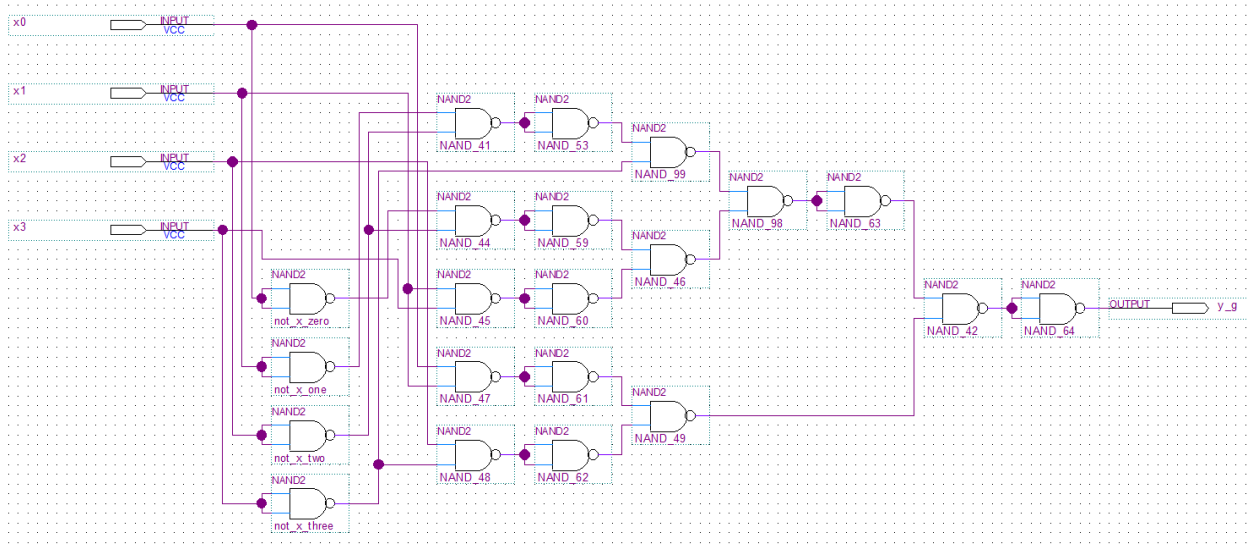 x0
INPUT
VCC
x1
INPUT
VCC
x2
INPUT
VCC
x3
INPUT
VCC
NAND2
not_x_zero
NAND2
not_x_one
NAND2
not_x_two
NAND2
not_x_three
NAND2
NAND_41
NAND2
NAND_44
NAND2
NAND_45
NAND2
NAND_47
NAND2
NAND_48
NAND2
NAND_53
NAND2
NAND_59
NAND2
NAND_60
NAND2
NAND_61
NAND2
NAND_62
NAND2
NAND_99
NAND2
NAND_46
NAND2
NAND_49
NAND2
NAND_98
NAND2
NAND_63
NAND2
NAND_42
NAND2
NAND_64
OUTPUT
y_g